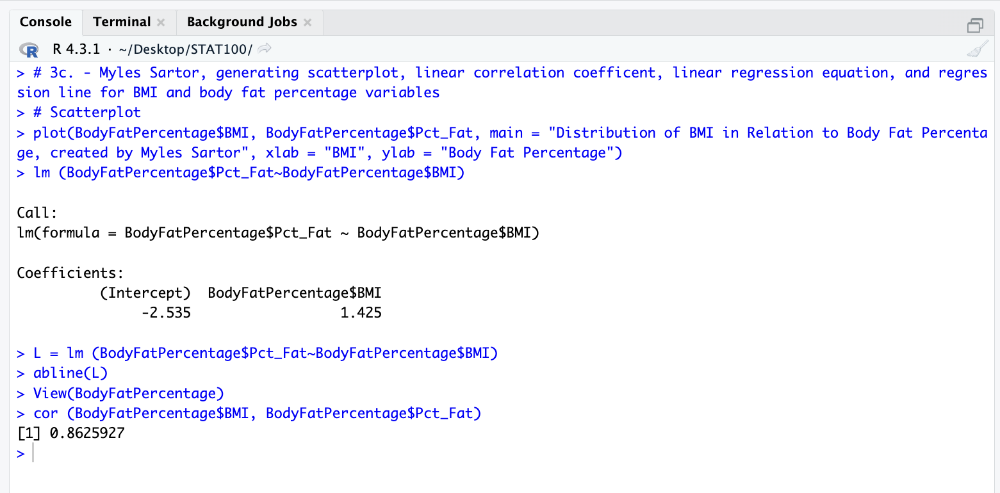 Console Terminal Background Jobs
R 4.3.1 · ~/Desktop/STAT100/
> # 3c. - Myles Sartor, generating scatterplot, linear correlation coefficent, linear regression equation, and regres
sion line for BMI and body fat percentage variables
> # Scatterplot
> plot(BodyFatPercentage$BMI, BodyFatPercentage$Pct_Fat, main = "Distribution of BMI in Relation to Body Fat Percenta
ge, created by Myles Sartor", xlab = "BMI", ylab = "Body Fat Percentage")
> lm (BodyFatPercentage$Pct_Fat~BodyFatPercentage$BMI)
Call:
lm(formula = BodyFatPercentage$Pct_Fat ~ BodyFatPercentage$BMI)
Coefficients:
(Intercept) BodyFatPercentage$BMI
-2.535 1.425
> L = lm (BodyFatPercentage$Pct_Fat~BodyFatPercentage$BMI)
> abline(L)
> View(BodyFatPercentage)
> cor (BodyFatPercentage$BMI, BodyFatPercentage$Pct_Fat)
[1] 0.8625927
>